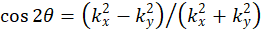 cos 2θ = (k_x^2 − k_y^2)/(k_x^2 + k_y^2)